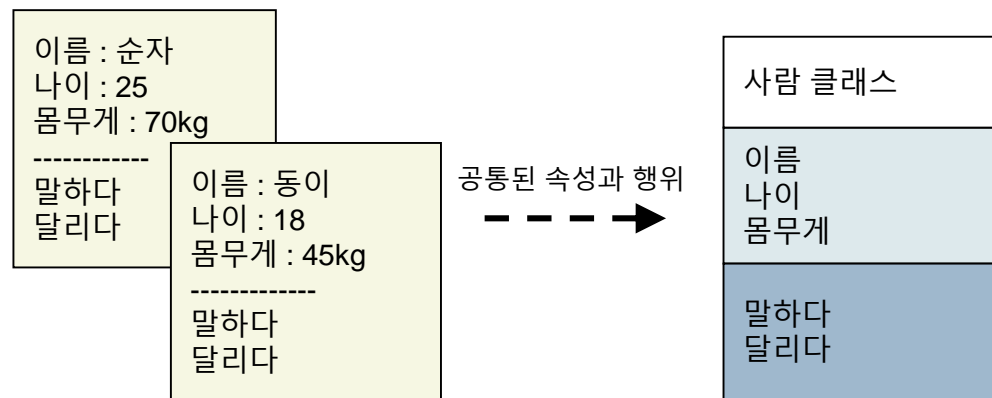 이름 : 순자
나이 : 25
몸무게 : 70kg
------------
말하다
달리다
이름 : 동이
나이 : 18
몸무게 : 45kg
-------------
말하다
달리다
공통된 속성과 행위
사람 클래스
이름
나이
몸무게
말하다
달리다